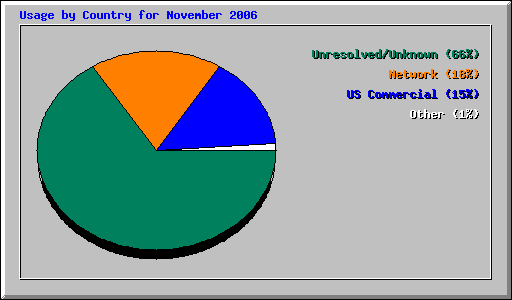 Usage by Country for November 2006
Unresolved/Unknown (66%)
Network (18%)
US Commercial (15%)
Other (1%)